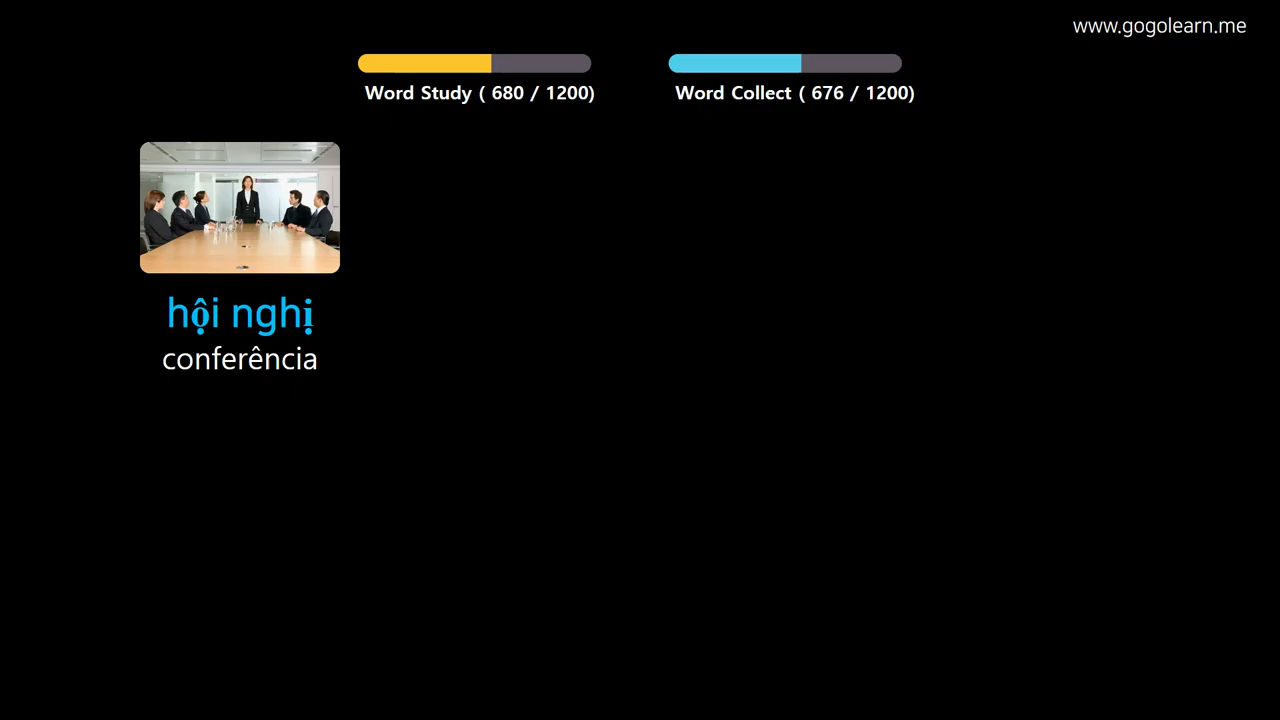 www.gogolearn.me
Word Study ( 680 / 1200)
Word Collect ( 676 / 1200)
hội nghị
conferência